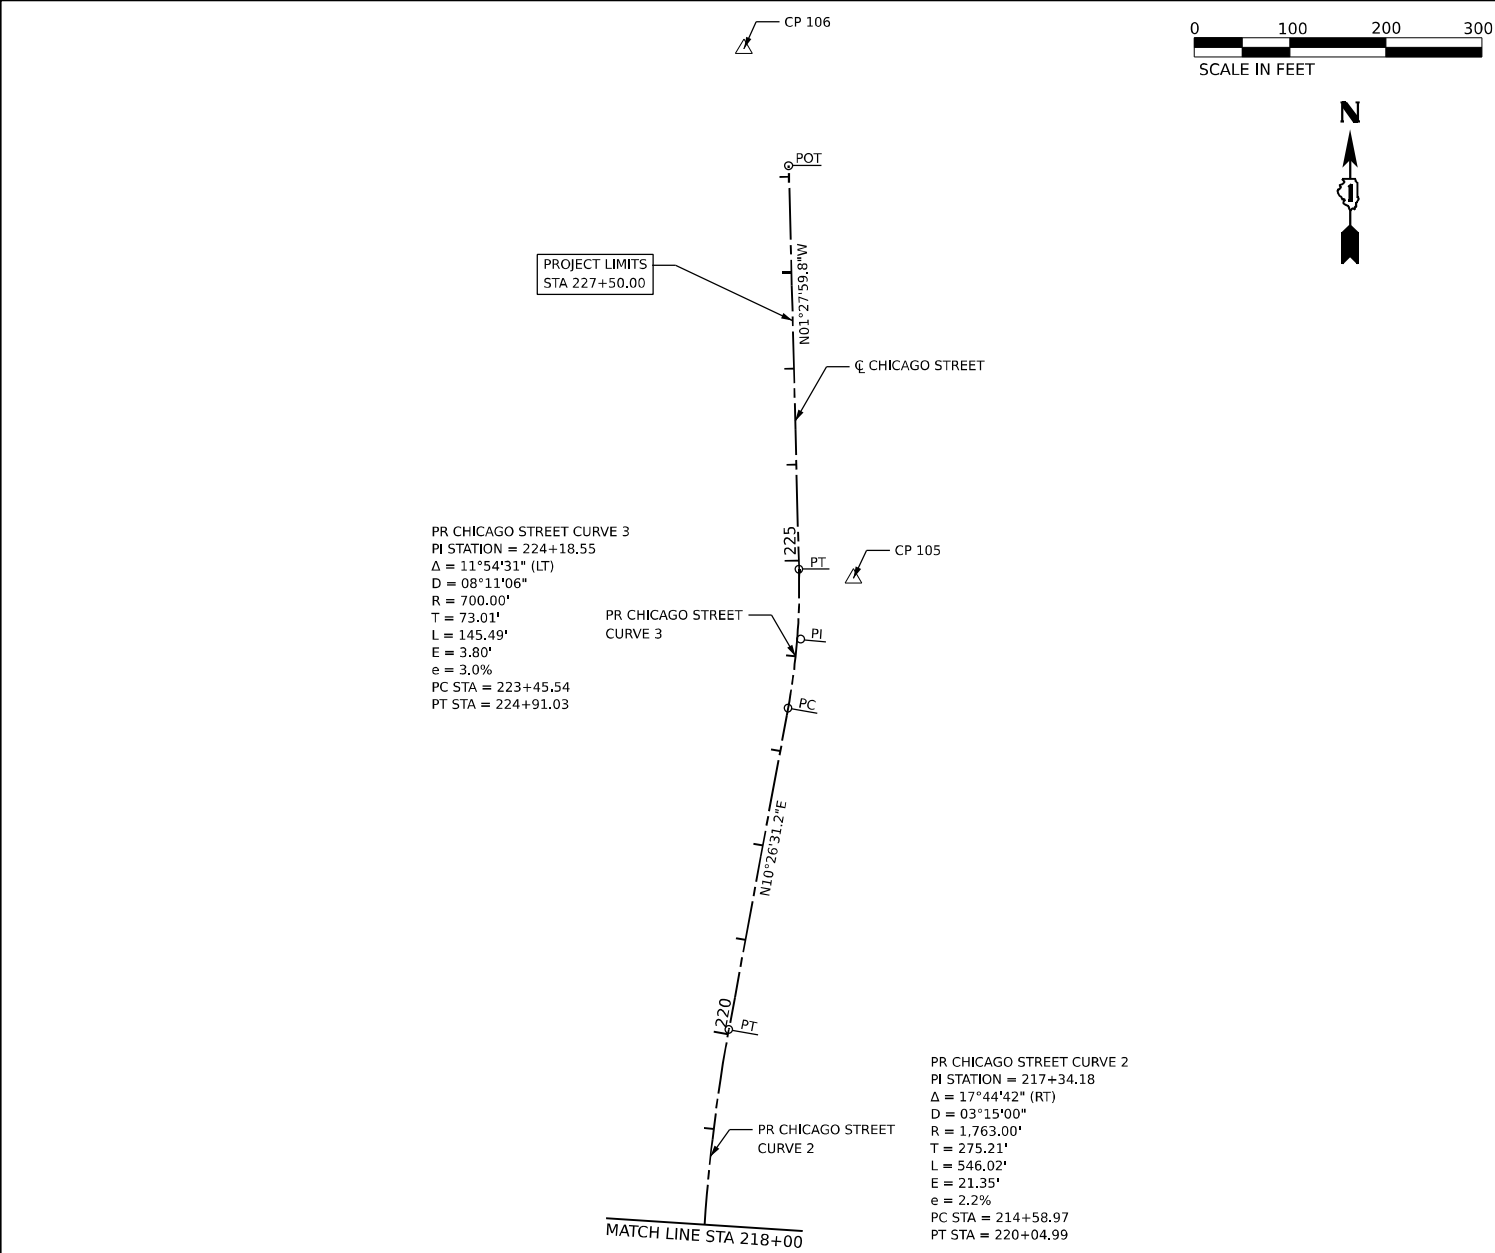 CP 106
0 100 200 300
SCALE IN FEET
N
POT
PROJECT LIMITS
STA 227+50.00
N01°27'59.8"W
℄ CHICAGO STREET
225
PR CHICAGO STREET CURVE 3
PI STATION = 224+18.55
Δ = 11°54'31" (LT)
D = 08°11'06"
R = 700.00'
T = 73.01'
L = 145.49'
E = 3.80'
e = 3.0%
PC STA = 223+45.54
PT STA = 224+91.03
PT
CP 105
PR CHICAGO STREET
CURVE 3
PI
PC
N10°26'31.2"E
220
PT
PR CHICAGO STREET
CURVE 2
PR CHICAGO STREET CURVE 2
PI STATION = 217+34.18
Δ = 17°44'42" (RT)
D = 03°15'00"
R = 1,763.00'
T = 275.21'
L = 546.02'
E = 21.35'
e = 2.2%
PC STA = 214+58.97
PT STA = 220+04.99
MATCH LINE STA 218+00